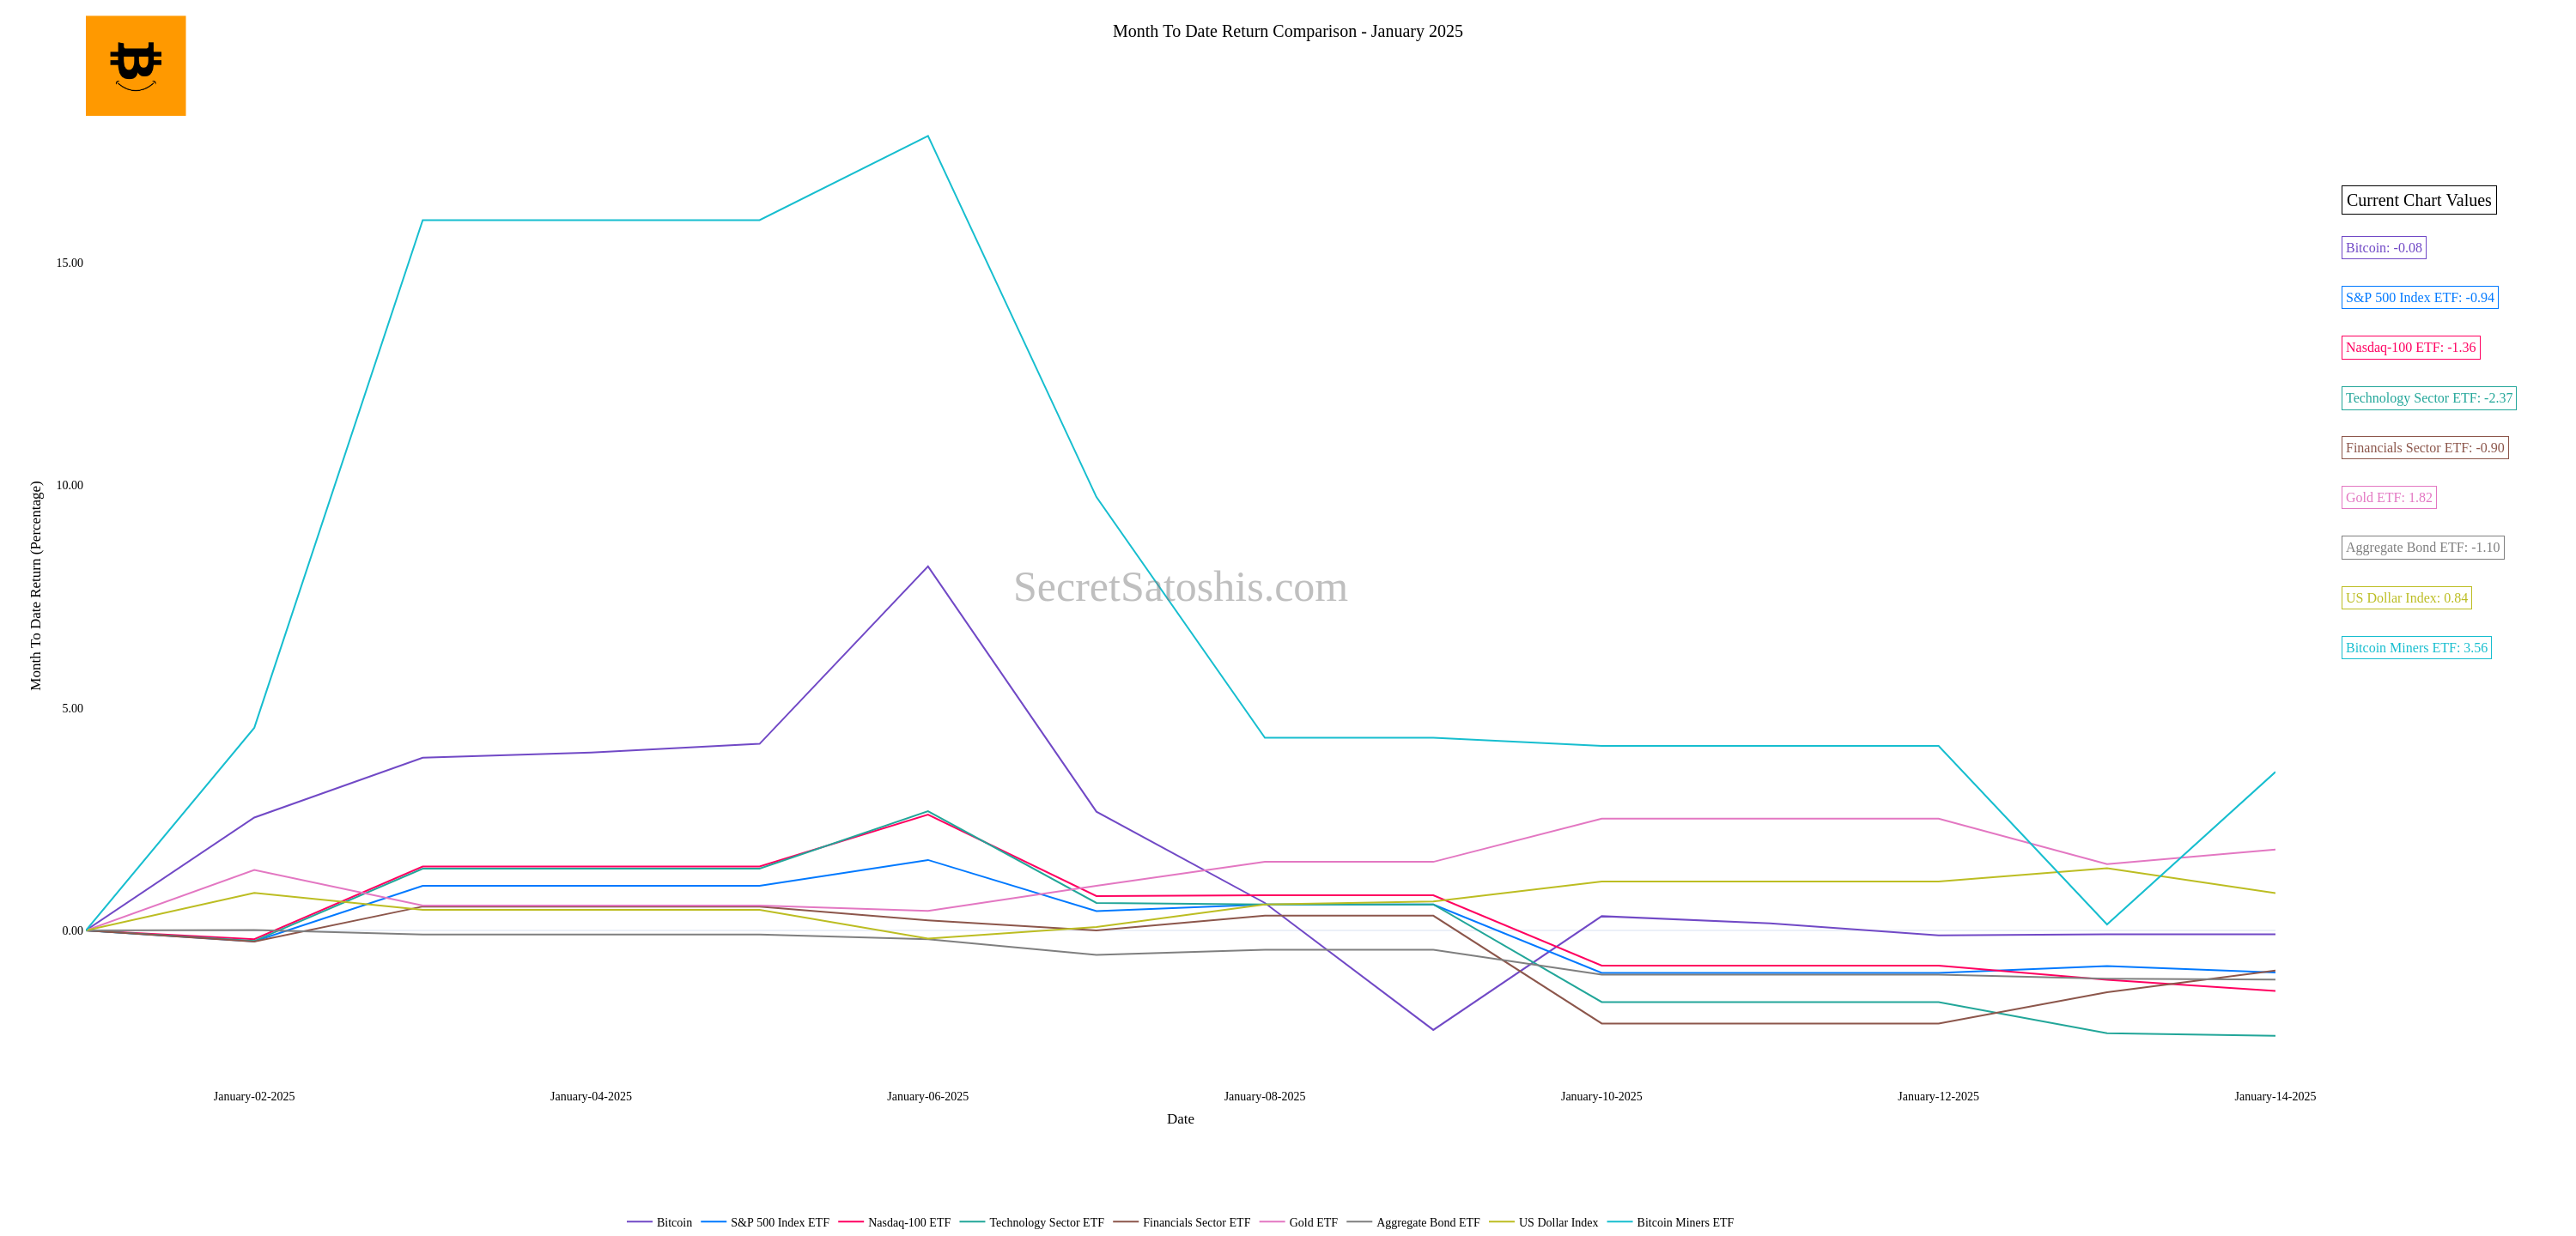 Month To Date Return Comparison - January 2025
Current Chart Values
Bitcoin: -0.08
S&P 500 Index ETF: -0.94
Nasdaq-100 ETF: -1.36
Technology Sector ETF: -2.37
Financials Sector ETF: -0.90
Gold ETF: 1.82
Aggregate Bond ETF: -1.10
US Dollar Index: 0.84
Bitcoin Miners ETF: 3.56
Month To Date Return (Percentage)
15.00
10.00
5.00
0.00
SecretSatoshis.com
January-02-2025
January-04-2025
January-06-2025
January-08-2025
January-10-2025
January-12-2025
January-14-2025
Date
Bitcoin
S&P 500 Index ETF
Nasdaq-100 ETF
Technology Sector ETF
Financials Sector ETF
Gold ETF
Aggregate Bond ETF
US Dollar Index
Bitcoin Miners ETF